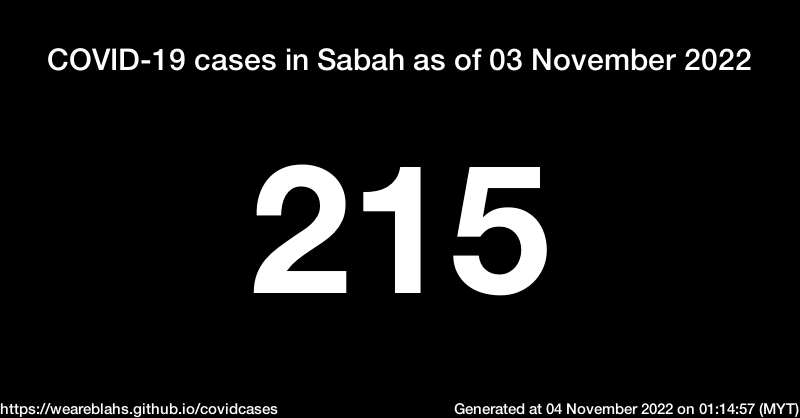 COVID-19 cases in Sabah as of 03 November 2022
215
https://weareblahs.github.io/covidcases
Generated at 04 November 2022 on 01:14:57 (MYT)